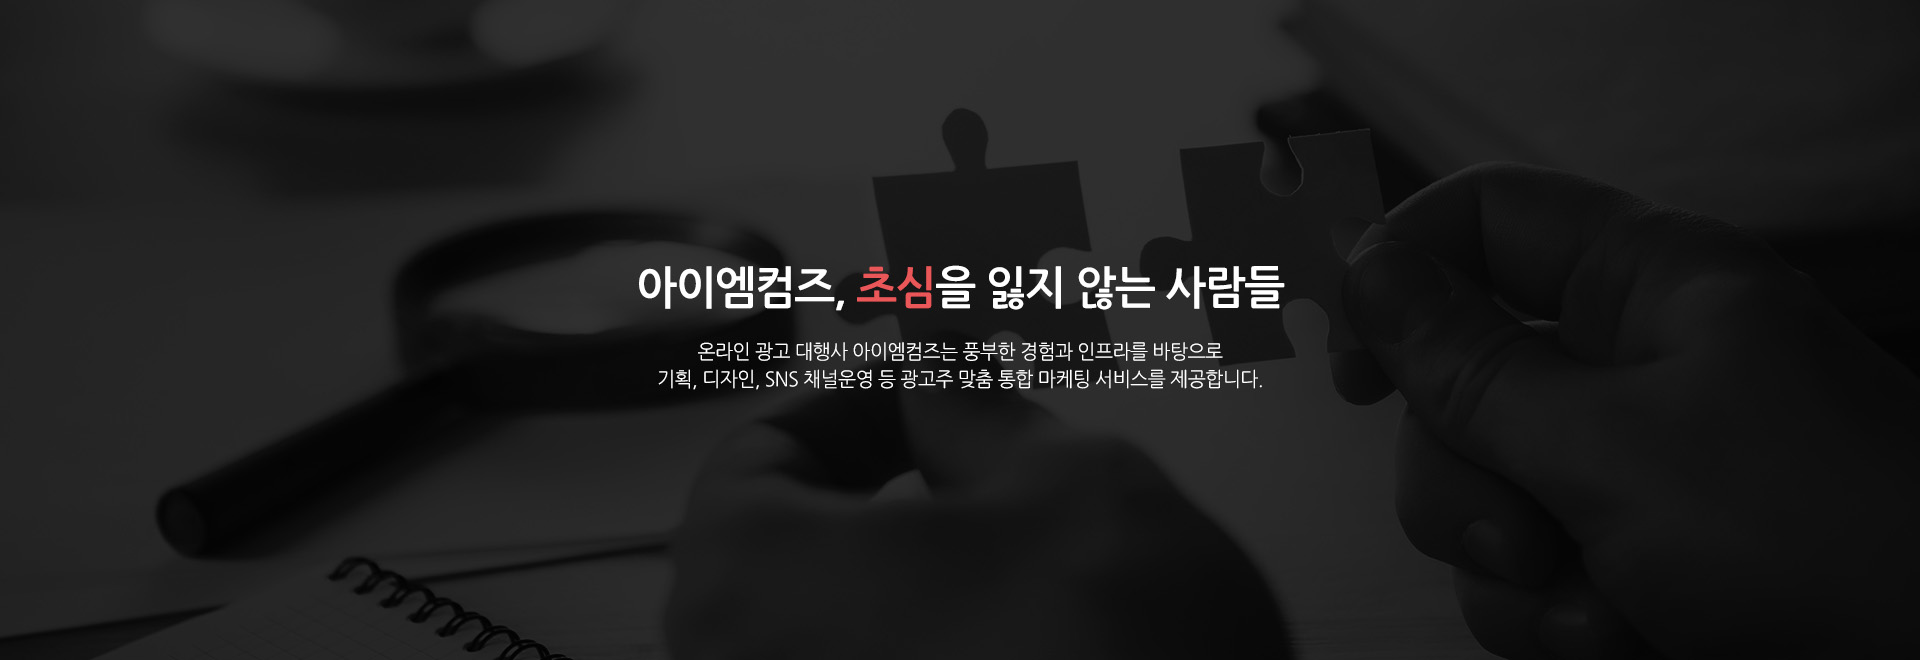 아이엠컴즈, 초심을 잃지 않는 사람들
온라인 광고 대행사 아이엠컴즈는 풍부한 경험과 인프라를 바탕으로
기획, 디자인, SNS 채널운영 등 광고주 맞춤 통합 마케팅 서비스를 제공합니다.